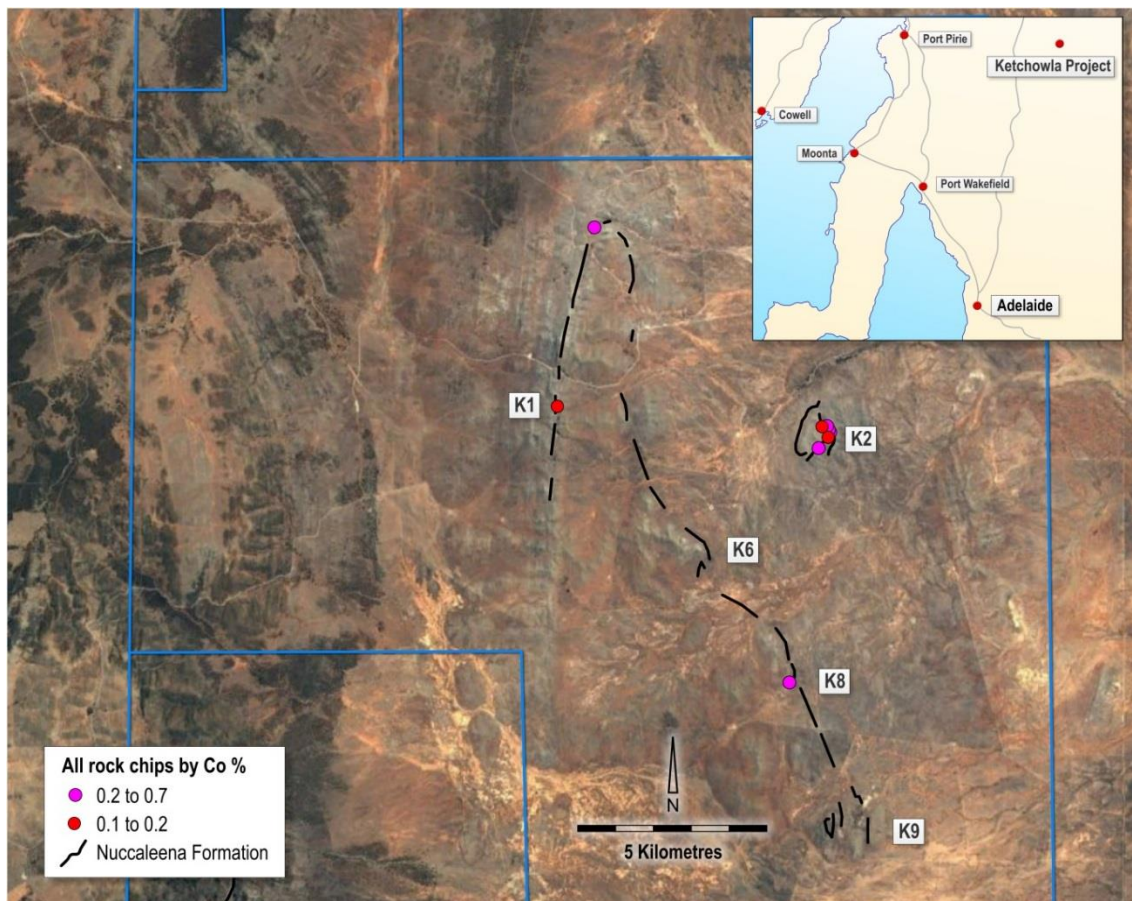 Port Pirie
Ketchowla Project
Cowell
Moonta
Port Wakefield
Adelaide
K1
K2
K6
K8
K9
N
5 Kilometres
All rock chips by Co %
0.2 to 0.7
0.1 to 0.2
Nuccaleena Formation